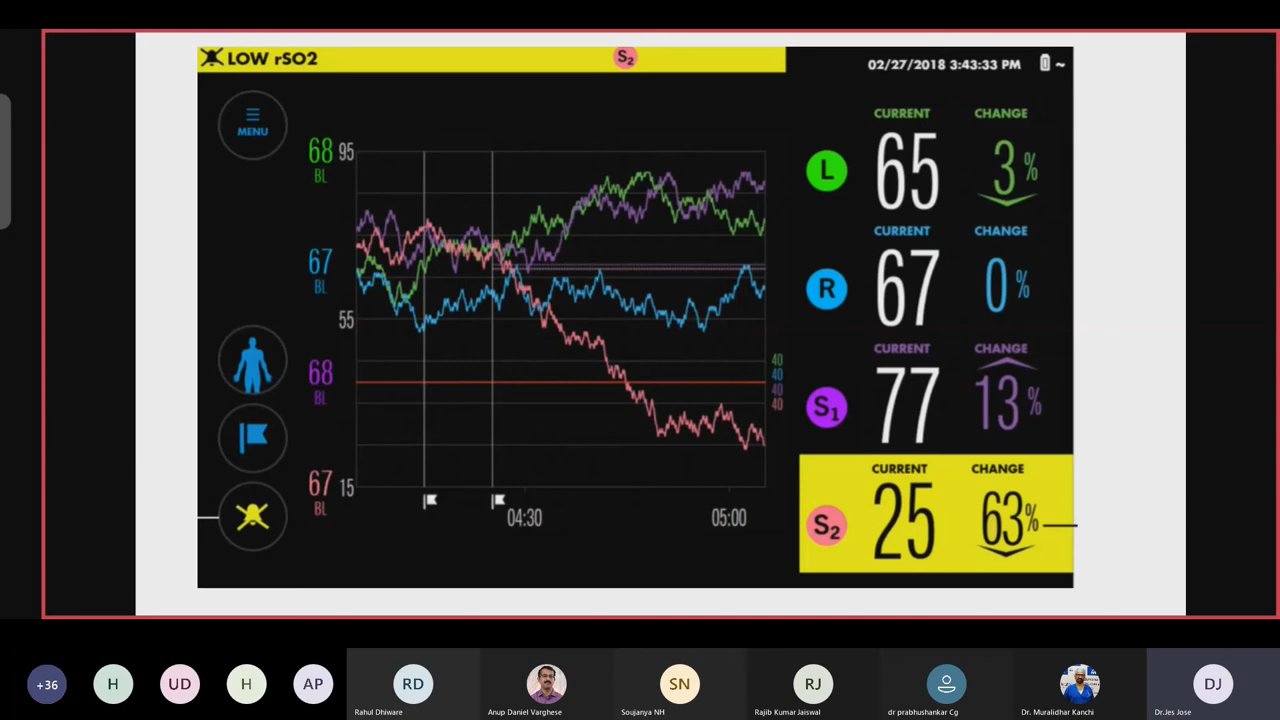 LOW rSO2
S2
02/27/2018 3:43:33 PM
~
MENU
68
BL
67
BL
68
BL
67
BL
95
55
15
04:30
05:00
40
40
40
40
CURRENT CHANGE
L 65 3%
CURRENT CHANGE
R 67 0%
CURRENT CHANGE
S1 77 13%
CURRENT CHANGE
S2 25 63%
+36
H
UD
H
AP
RD
Rahul Dhiware
Anup Daniel Varghese
SN
Soujanya NH
RJ
Rajib Kumar Jaiswal
dr prabhushankar Cg
Dr. Muralidhar Kanchi
DJ
Dr.Jes Jose